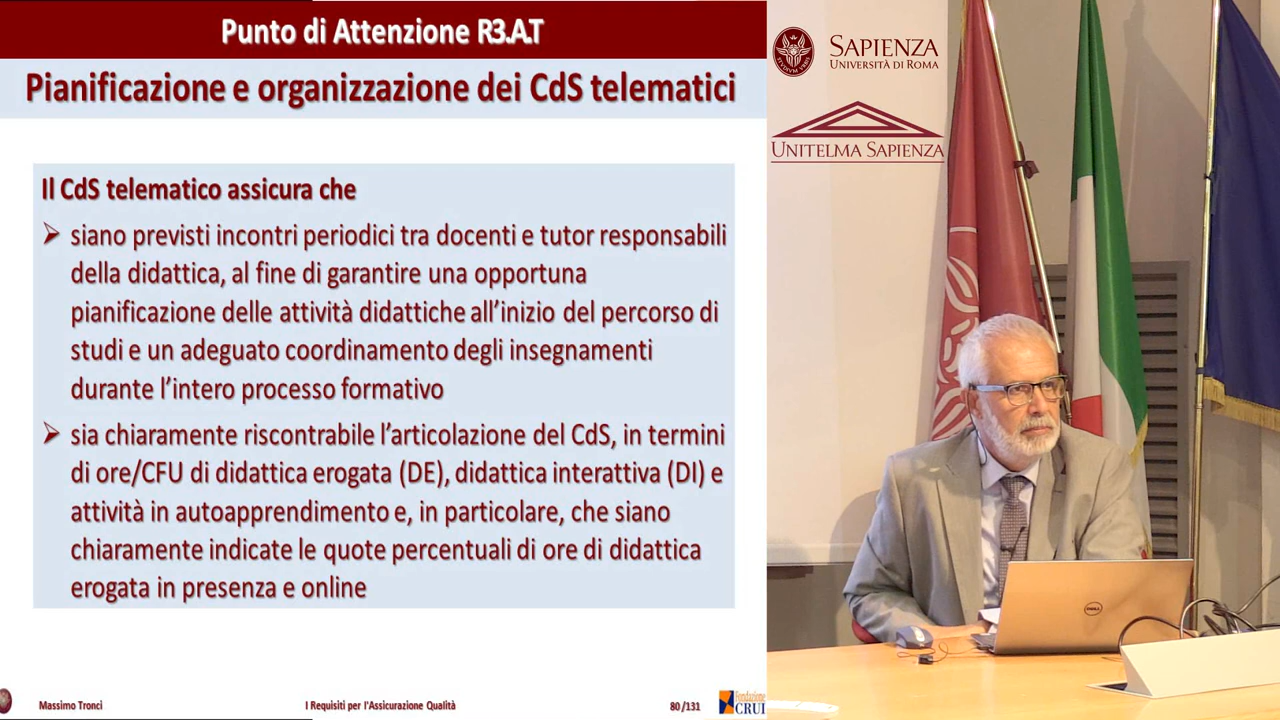 Punto di Attenzione R3.A.T
Pianificazione e organizzazione dei CdS telematici
Il CdS telematico assicura che
siano previsti incontri periodici tra docenti e tutor responsabili
della didattica, al fine di garantire una opportuna
pianificazione delle attività didattiche all'inizio del percorso di
studi e un adeguato coordinamento degli insegnamenti
durante l'intero processo formativo
sia chiaramente riscontrabile l'articolazione del CdS, in termini
di ore/CFU di didattica erogata (DE), didattica interattiva (DI) e
attività in autoapprendimento e, in particolare, che siano
chiaramente indicate le quote percentuali di ore di didattica
erogata in presenza e online
Massimo Tronci
I Requisiti per l'Assicurazione Qualità
80 /131
Fondazione
CRUI
SAPIENZA
UNIVERSITÀ DI ROMA
UNITELMA SAPIENZA
DELL